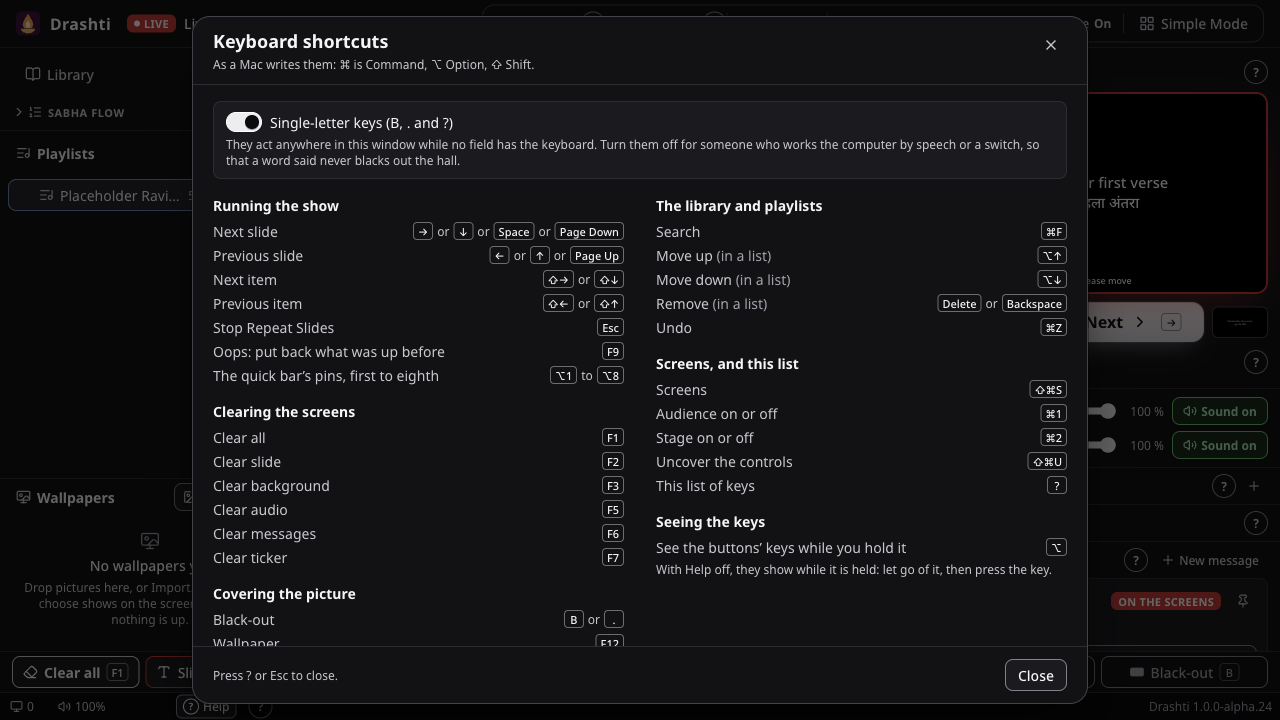 Drashti
LIVE
On
Simple Mode
Library
SABHA FLOW
Playlists
Placeholder Ravi...
Keyboard shortcuts
As a Mac writes them: ⌘ is Command, ⌥ Option, ⇧ Shift.
Single-letter keys (B, . and ?)
They act anywhere in this window while no field has the keyboard. Turn them off for someone who works the computer by speech or a switch, so
that a word said never blacks out the hall.
Running the show
Next slide → or ↓ or Space or Page Down
Previous slide ← or ↑ or Page Up
Next item ⇧→ or ⇧↓
Previous item ⇧← or ⇧↑
Stop Repeat Slides Esc
Oops: put back what was up before F9
The quick bar’s pins, first to eighth ⌥1 to ⌥8
Clearing the screens
Clear all F1
Clear slide F2
Clear background F3
Clear audio F5
Clear messages F6
Clear ticker F7
Covering the picture
Black-out B or .
Wallpaper F12
The library and playlists
Search ⌘F
Move up (in a list) ⌥↑
Move down (in a list) ⌥↓
Remove (in a list) Delete or Backspace
Undo ⌘Z
Screens, and this list
Screens ⇧⌘S
Audience on or off ⌘1
Stage on or off ⌘2
Uncover the controls ⇧⌘U
This list of keys ?
Seeing the keys
See the buttons’ keys while you hold it ⌥
With Help off, they show while it is held: let go of it, then press the key.
Press ? or Esc to close.
Close
?
first verse
अंतरा
move
Next →
?
100 % Sound on
100 % Sound on
? +
?
? + New message
ON THE SCREENS
Wallpapers
No wallpapers
Drop pictures here, or Import
choose shows on the
nothing is up.
Clear all F1
Black-out B
0 100% ? Help ?
Drashti 1.0.0-alpha.24